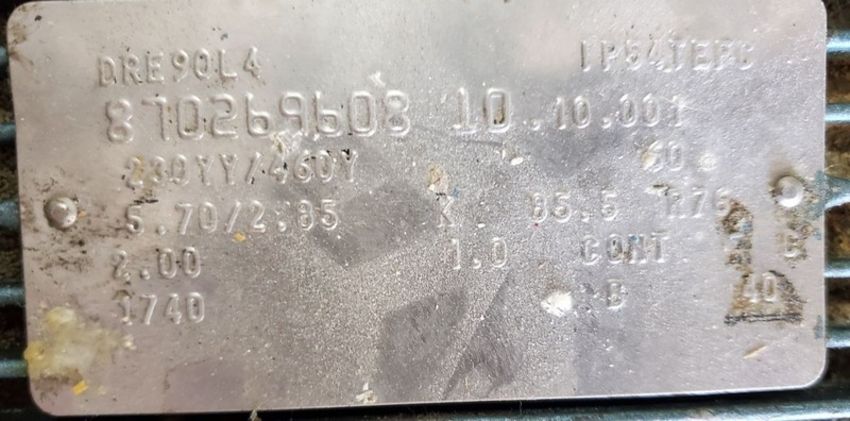 DRE90L4 IP54TEFC
870269608 10.10.001
230YY/460Y 60
5.70/2.85 K 85.5 .76
2.00 1.0 CONT
1740 B 40